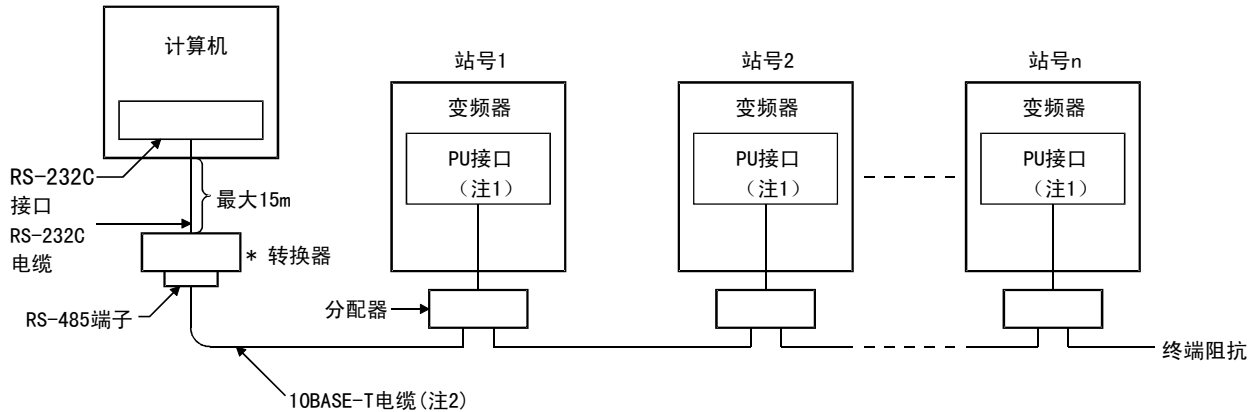 计算机
站号1
站号2
站号n
变频器
变频器
变频器
PU接口
（注1）
PU接口
（注1）
PU接口
（注1）
RS-232C
接口
最大15m
RS-232C
电缆
* 转换器
RS-485端子
分配器
终端阻抗
10BASE-T电缆(注2)